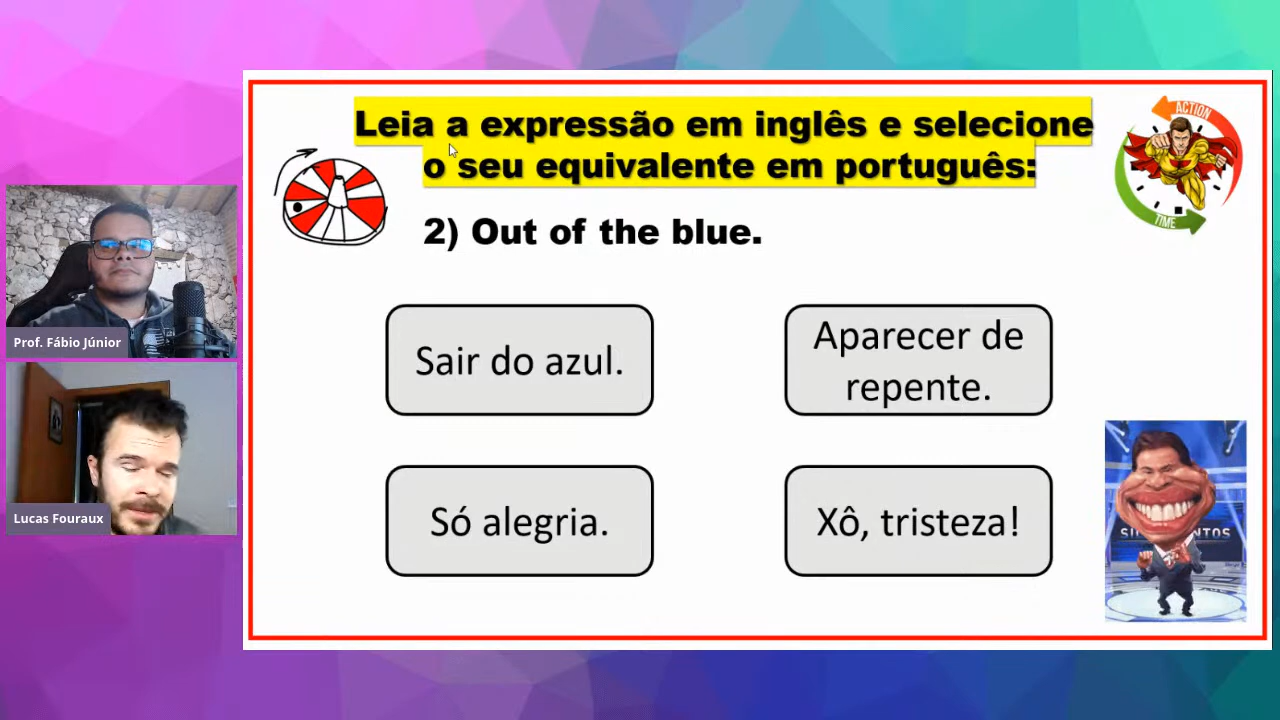 Leia a expressão em inglês e selecione
o seu equivalente em português:
2) Out of the blue.
ACTION
TIME
Sair do azul.
Aparecer de
repente.
Só alegria.
Xô, tristeza!
Prof. Fábio Júnior
Lucas Fouraux